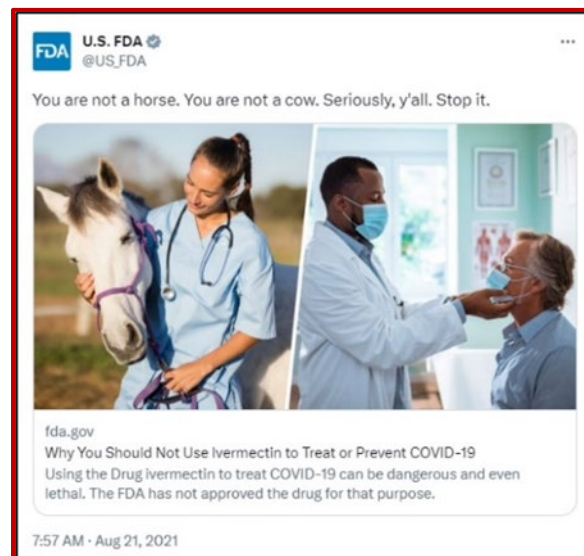 FDA
U.S. FDA
@US_FDA
...
You are not a horse. You are not a cow. Seriously, y'all. Stop it.
fda.gov
Why You Should Not Use Ivermectin to Treat or Prevent COVID-19
Using the Drug ivermectin to treat COVID-19 can be dangerous and even
lethal. The FDA has not approved the drug for that purpose.
7:57 AM · Aug 21, 2021